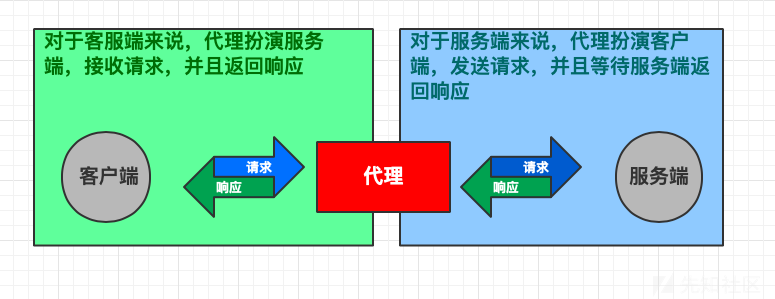 对于客服端来说，代理扮演服务
端，接收请求，并且返回响应
对于服务端来说，代理扮演客户
端，发送请求，并且等待服务端返
回响应
客户端
请求
响应
代理
请求
响应
服务端
先知社区